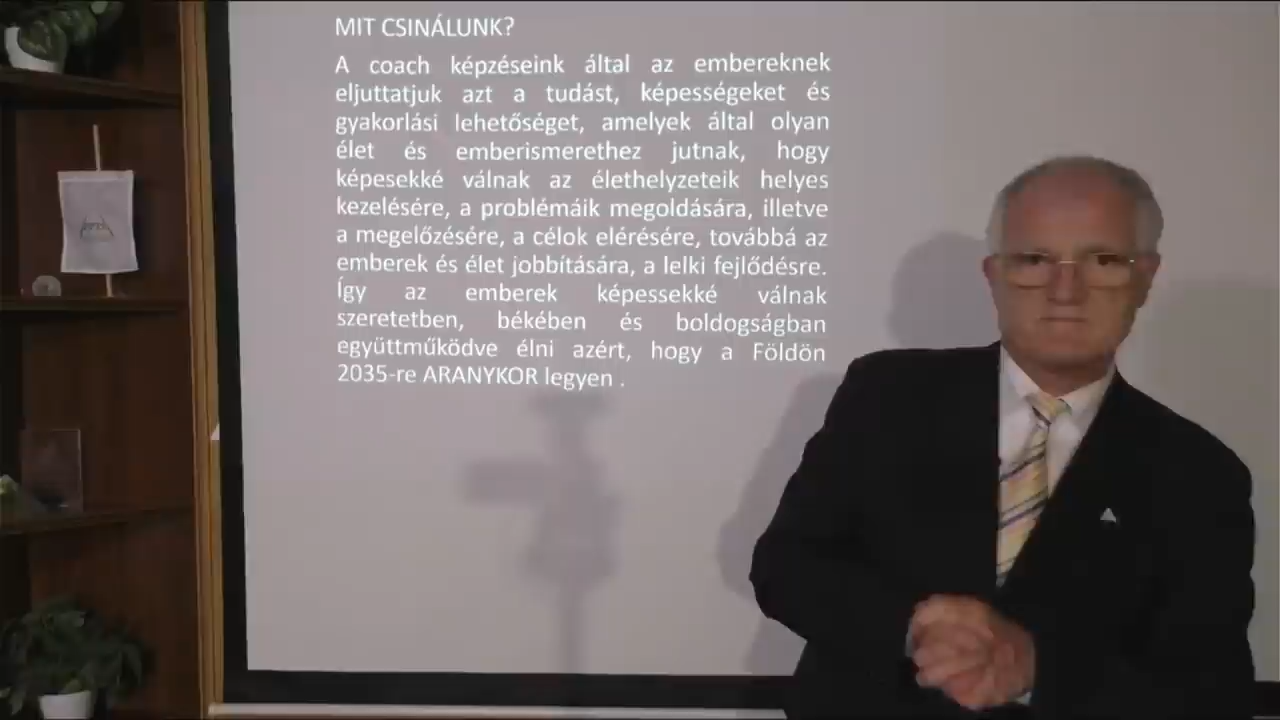 MIT CSINÁLUNK?
A coach képzéseink által az embereknek
eljuttatjuk azt a tudást, képességeket és
gyakorlási lehetőséget, amelyek által olyan
élet és emberismerethez jutnak, hogy
képesekké válnak az élethelyzeteik helyes
kezelésére, a problémáik megoldására, illetve
a megelőzésére, a célok elérésére, továbbá az
emberek és élet jobbítására, a lelki fejlődésre.
Így az emberek képessekké válnak
szeretetben, békében és boldogságban
együttműködve élni azért, hogy a Földön
2035-re ARANYKOR legyen .